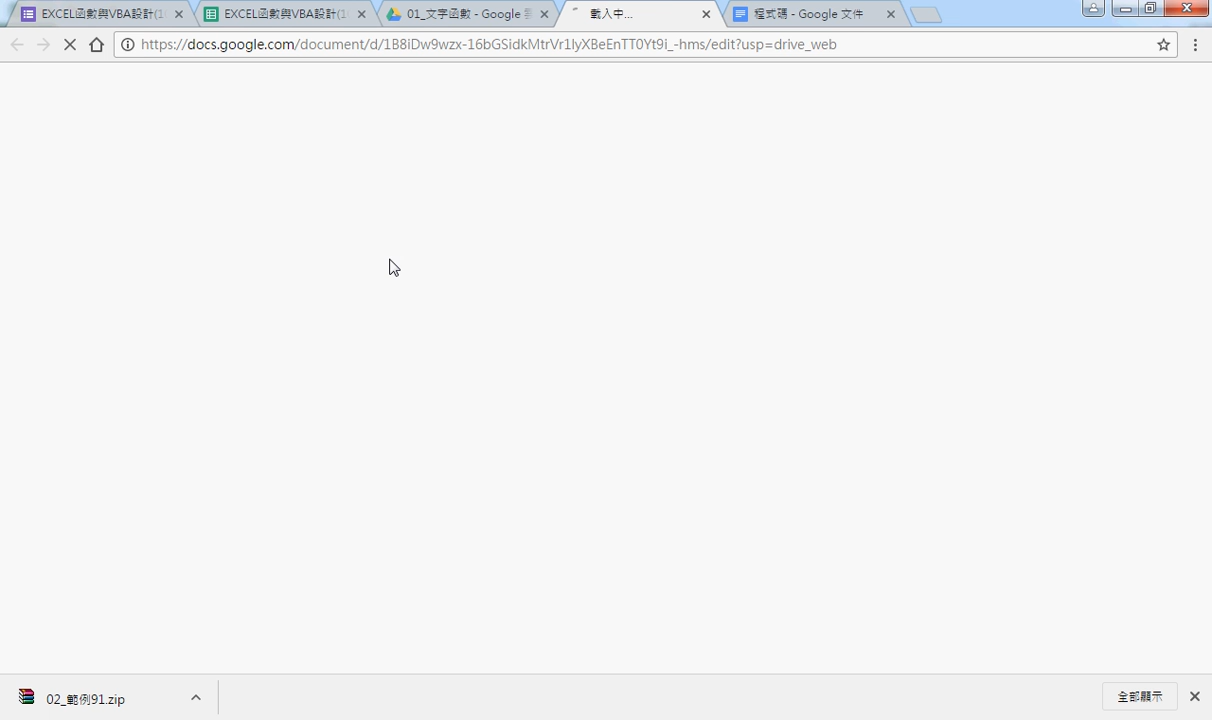 EXCEL函數與VBA設計(1
EXCEL函數與VBA設計(1
01_文字函數 - Google 雲
載入中...
程式碼 - Google 文件
https://docs.google.com/document/d/1B8iDw9wzx-16bGSidkMtrVr1IyXBeEnTT0Yt9i_-hms/edit?usp=drive_web
02_範例91.zip
全部顯示